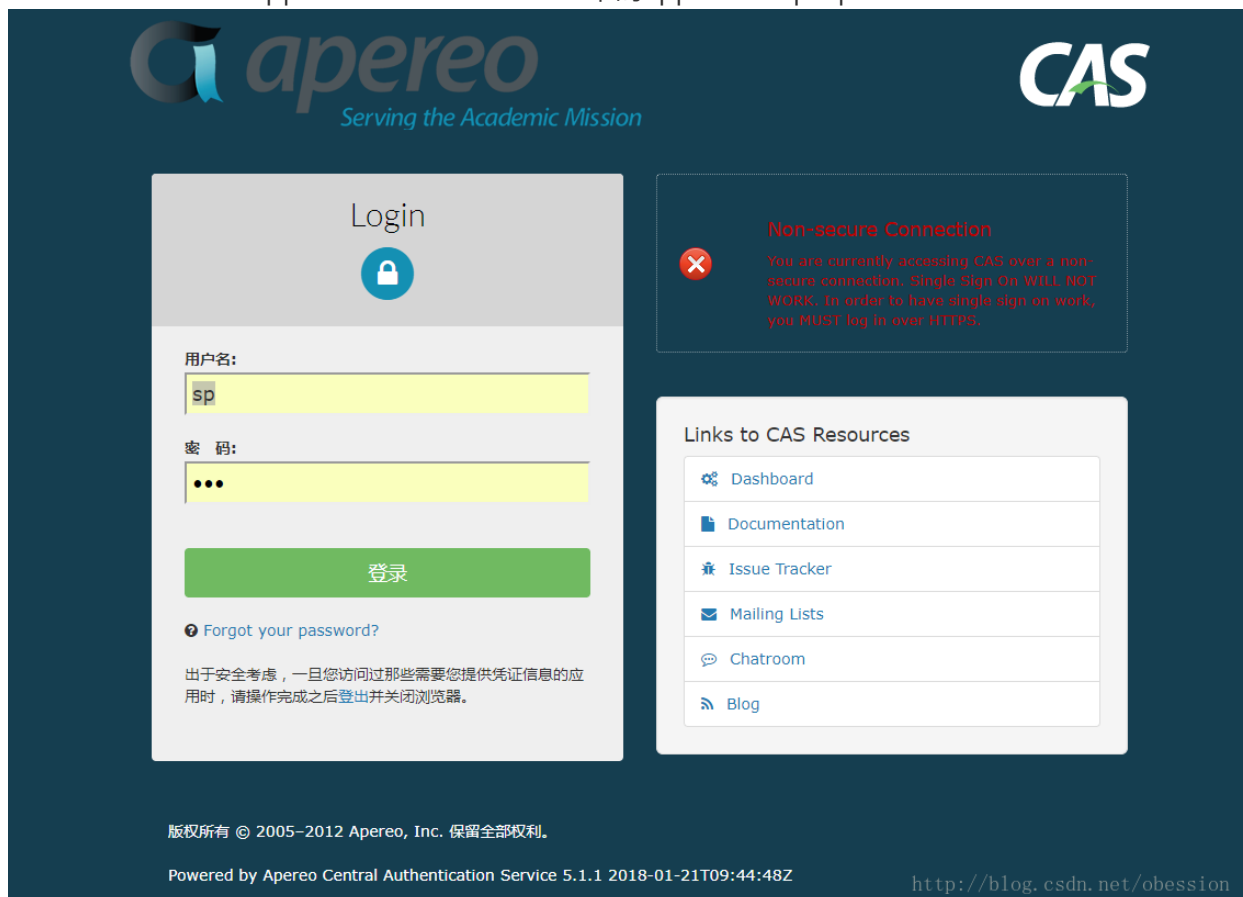 apereo
Serving the Academic Mission
CAS
Login
用户名:
sp
密 码:
登录
Forgot your password?
出于安全考虑，一旦您访问过那些需要您提供凭证信息的应
用时，请操作完成之后登出并关闭浏览器。
Non-secure Connection
You are currently accessing CAS over a non-
secure connection. Single Sign On WILL NOT
WORK. In order to have single sign on work,
you MUST log in over HTTPS.
Links to CAS Resources
Dashboard
Documentation
Issue Tracker
Mailing Lists
Chatroom
Blog
版权所有 © 2005–2012 Apereo, Inc. 保留全部权利。
Powered by Apereo Central Authentication Service 5.1.1 2018-01-21T09:44:48Z
http://blog.csdn.net/obession